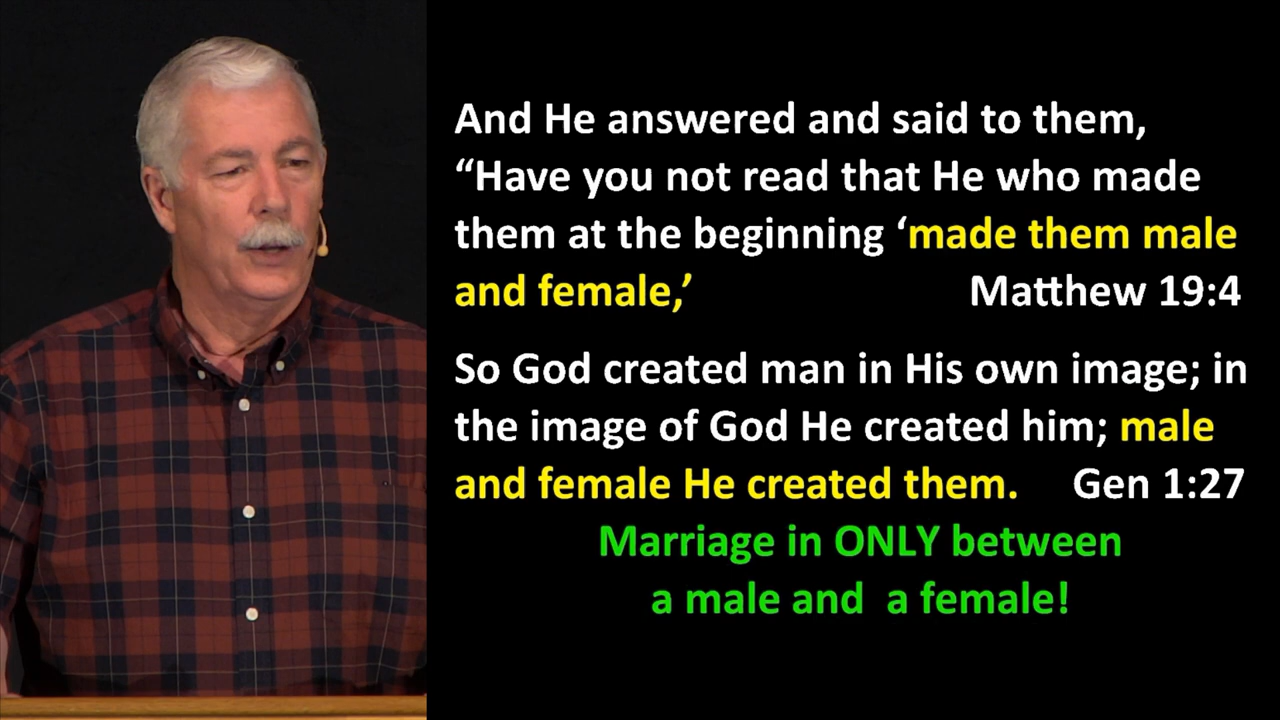 And He answered and said to them,
“Have you not read that He who made
them at the beginning ‘made them male
and female,’ Matthew 19:4
So God created man in His own image; in
the image of God He created him; male
and female He created them. Gen 1:27
Marriage in ONLY between
a male and a female!